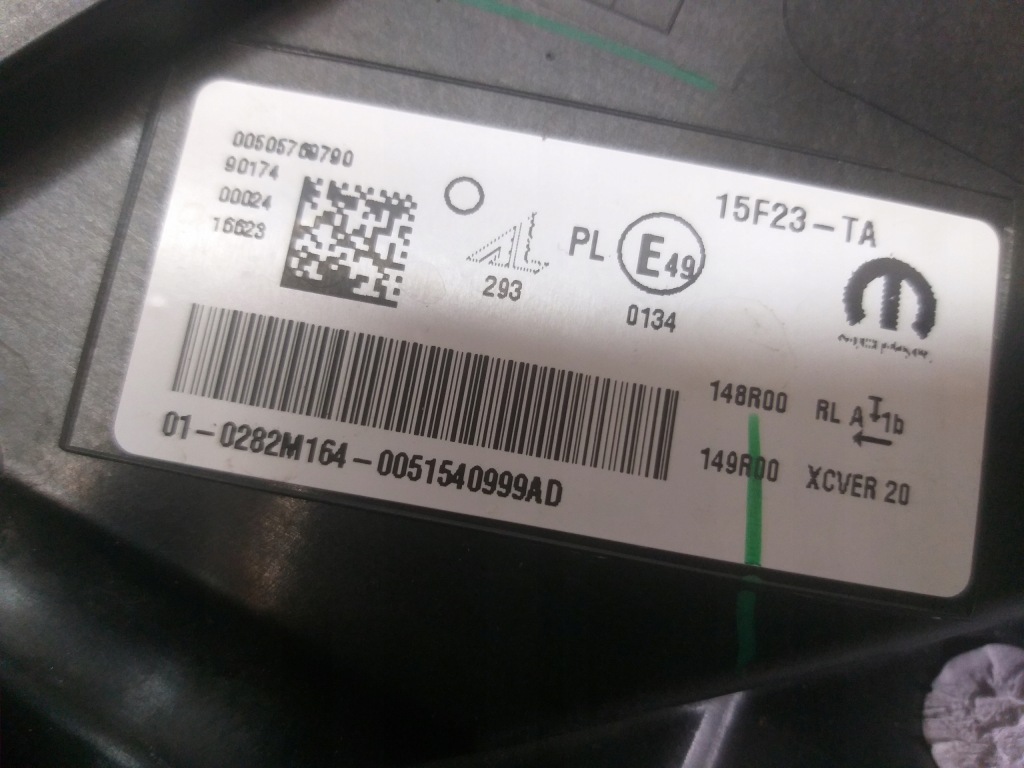 00505769790
90174
00024
16623
AL
293
PL
E49
0134
15F23-TA
148R00
RL A 1b
149R00
XCVER 20
01-0282M164-0051540999AD